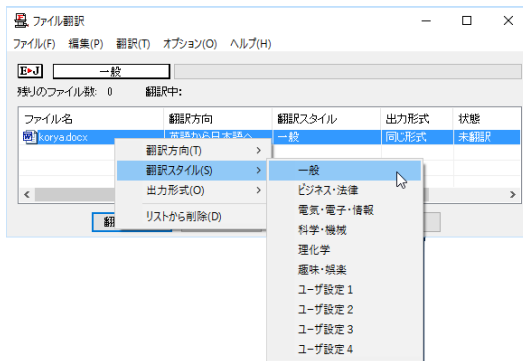 ファイル翻訳
ファイル(F) 編集(P) 翻訳(T) オプション(O) ヘルプ(H)
E▸J 一般
残りのファイル数: 0 翻訳中:
ファイル名 翻訳方向 翻訳スタイル 出力形式 状態
korya.docx 英語から日本語へ 一般 同じ形式 未翻訳
翻訳方向(T)
翻訳スタイル(S)
出力形式(O)
リストから削除(D)
一般
ビジネス・法律
電気・電子・情報
科学・機械
理化学
趣味・娯楽
ユーザ設定 1
ユーザ設定 2
ユーザ設定 3
ユーザ設定 4